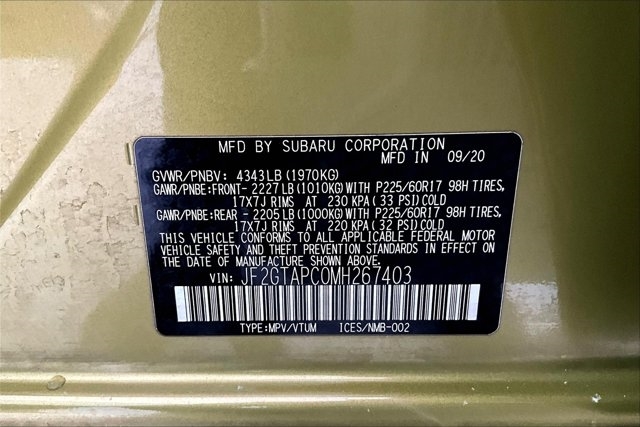 MFD BY SUBARU CORPORATION
MFD IN 09/20
GVWR/PNBV: 4343LB (1970KG)
GAWR/PNBE:FRONT- 2227LB (1010KG) WITH P225/60R17 98H TIRES,
17X7J RIMS AT 230 KPA ( 33 PSI) COLD
GAWR/PNBE:REAR - 2205LB (1000KG) WITH P225/60R17 98H TIRES,
17X7J RIMS AT 220 KPA ( 32 PSI) COLD
THIS VEHICLE CONFORMS TO ALL APPLICABLE FEDERAL MOTOR
VEHICLE SAFETY AND THEFT PREVENTION STANDARDS IN EFFECT ON
THE DATE OF MANUFACTURE SHOWN ABOVE.
VIN: JF2GTAPC0MH267403
TYPE:MPV/VTUM ICES/NMB-002